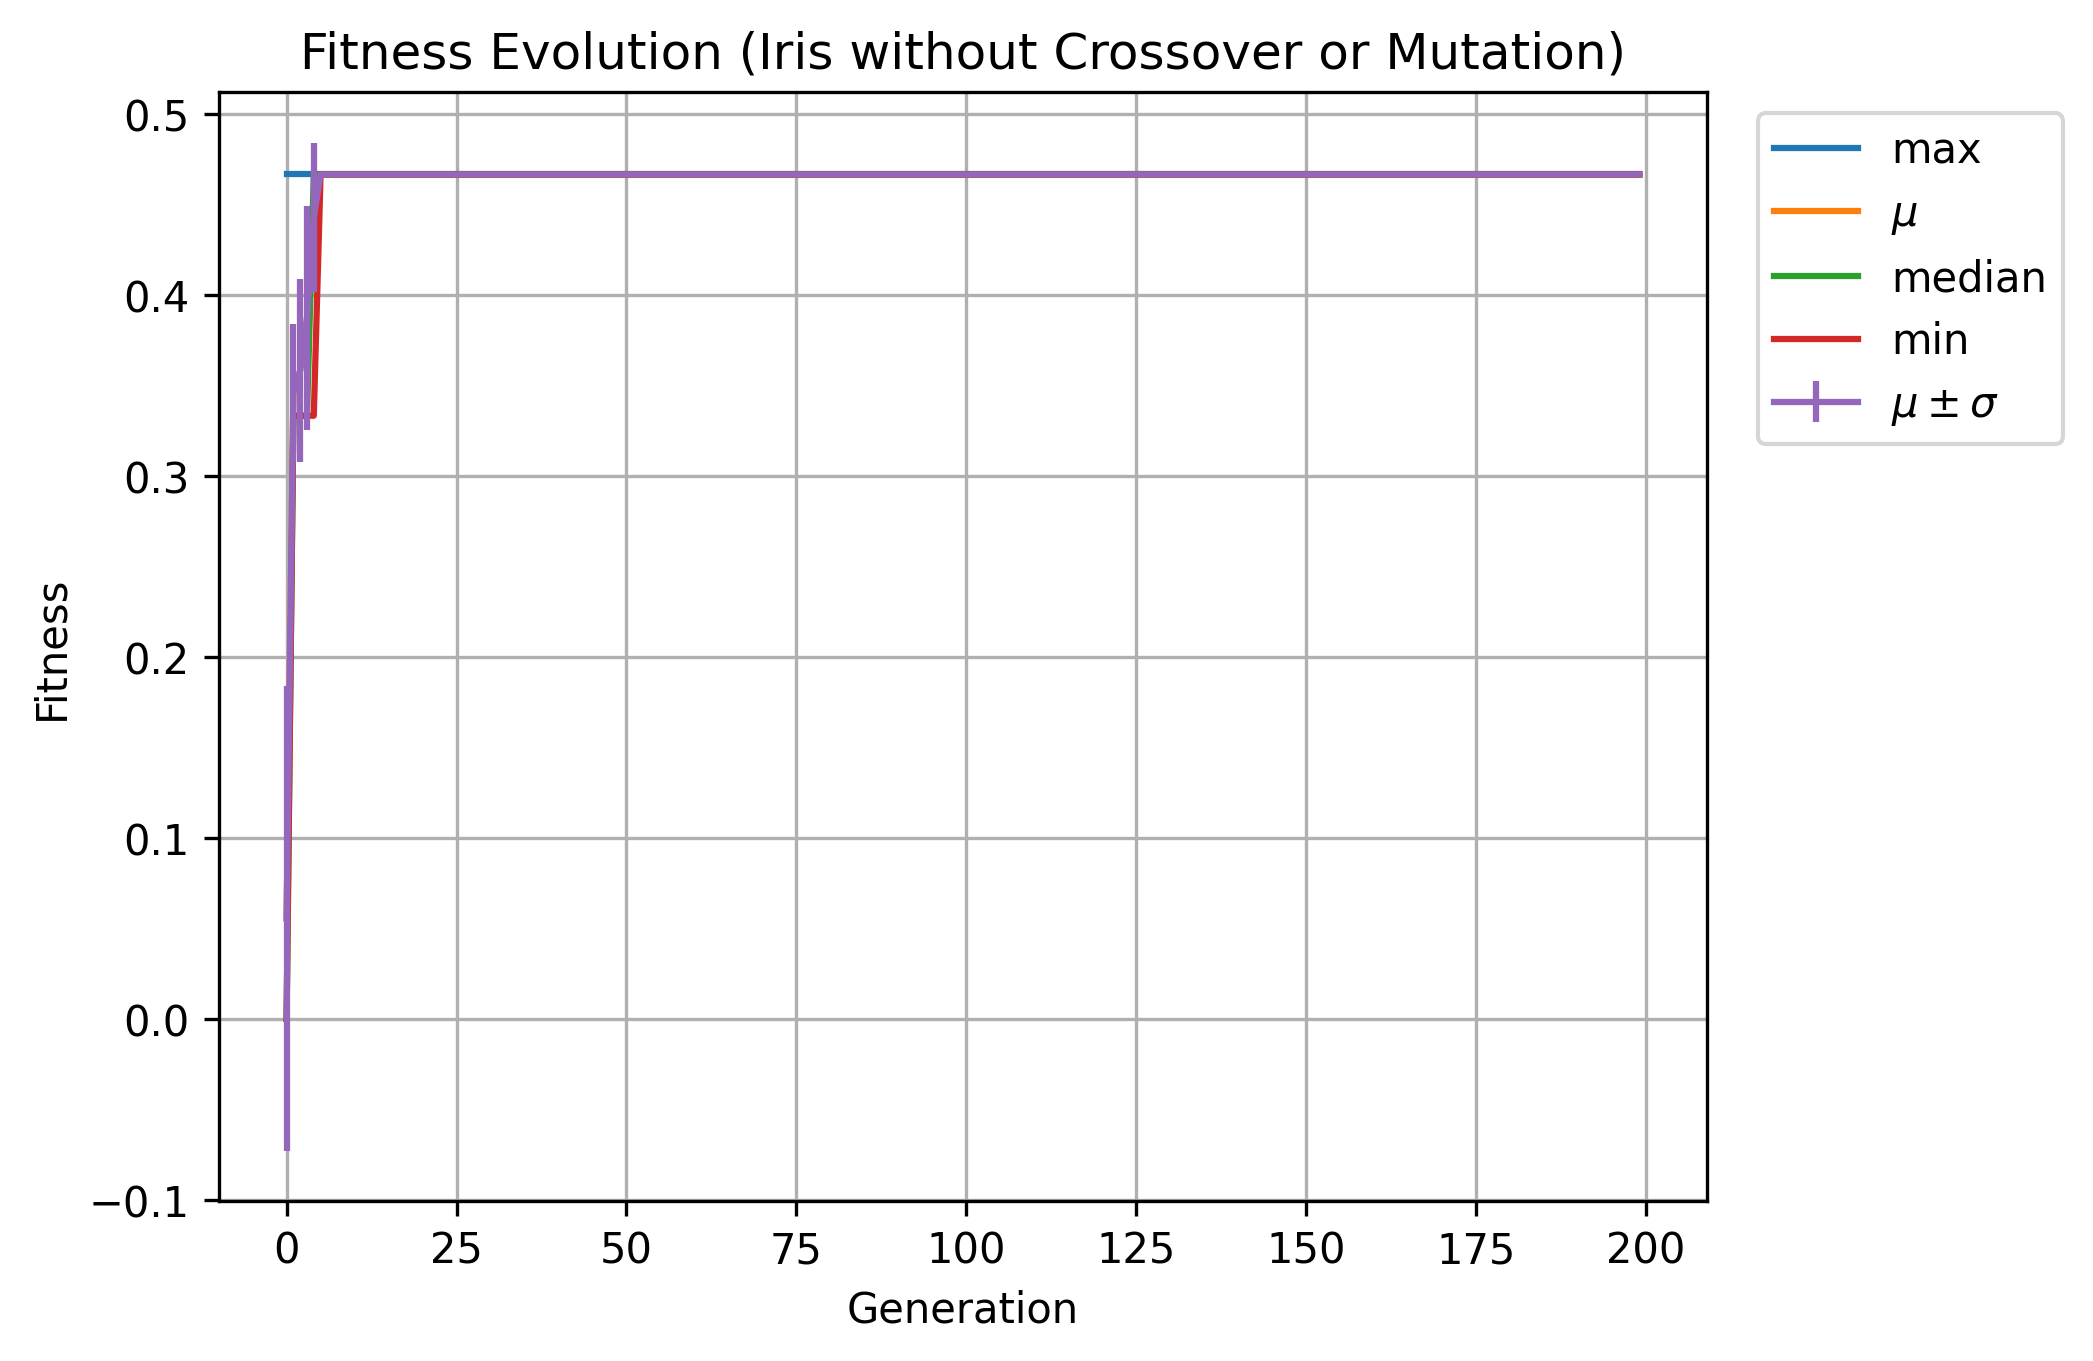 Fitness Evolution (Iris without Crossover or Mutation)
0.5
0.4
0.3
0.2
0.1
0.0
−0.1
Fitness
0 25 50 75 100 125 150 175 200
Generation
max
μ
median
min
μ ± σ